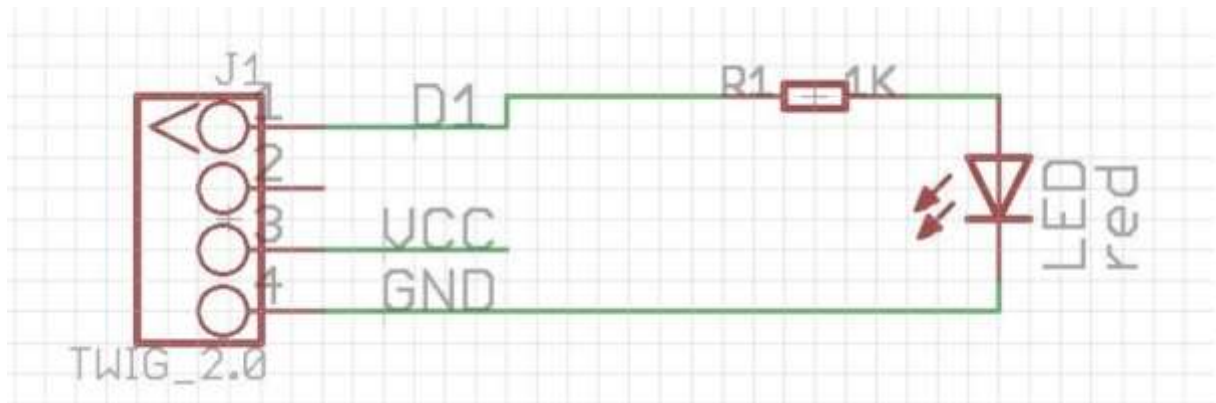 J1
1
D1
R1 1K
2
3
VCC
4
GND
LED
red
TWIG_2.0